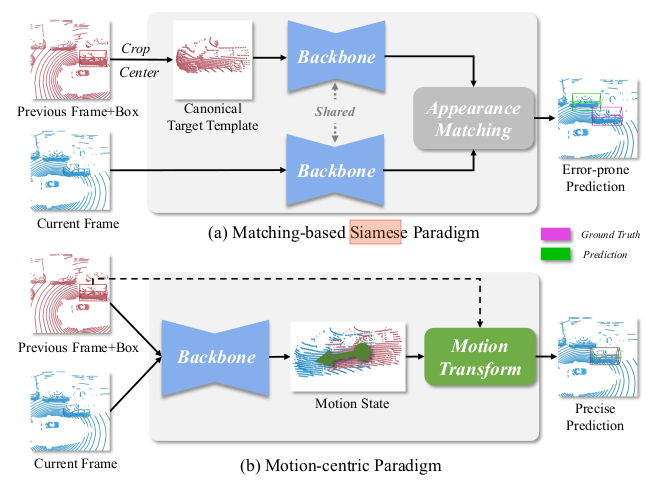 Crop
Center
Previous Frame+Box
Canonical
Target Template
Backbone
Shared
Backbone
Appearance
Matching
Error-prone
Prediction
Current Frame
(a) Matching-based Siamese Paradigm
Ground Truth
Prediction
Previous Frame+Box
Backbone
Motion State
Motion
Transform
Precise
Prediction
Current Frame
(b) Motion-centric Paradigm